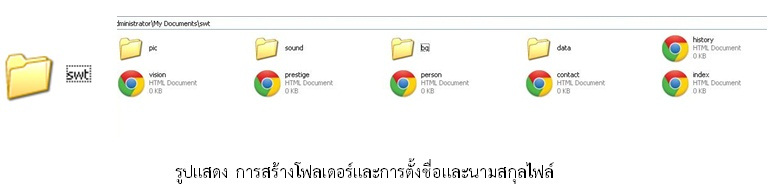 dministrator\My Documents\swt
swt
pic
sound
bg
data
history
HTML Document
0 KB
vision
HTML Document
0 KB
prestige
HTML Document
0 KB
person
HTML Document
0 KB
contact
HTML Document
0 KB
index
HTML Document
0 KB
รูปแสดง การสร้างโฟลเดอร์และการตั้งชื่อและนามสกุลไฟล์